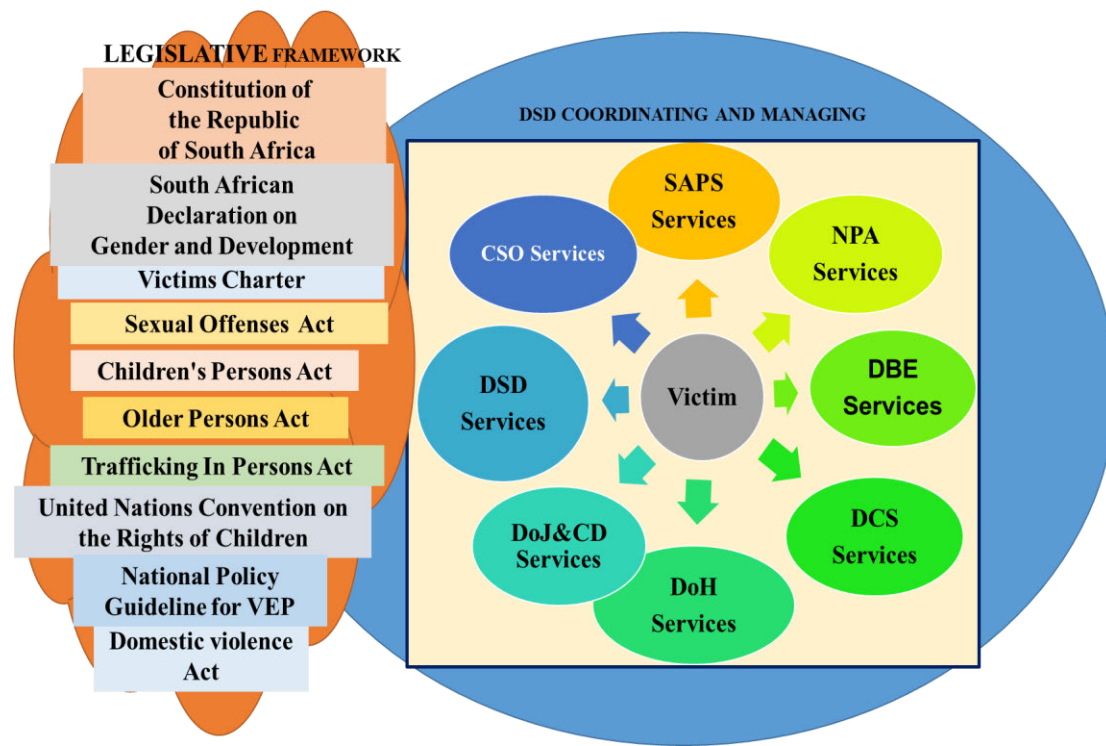 LEGISLATIVE FRAMEWORK
Constitution of
the Republic
of South Africa
South African
Declaration on
Gender and Development
Victims Charter
Sexual Offenses Act
Children's Persons Act
Older Persons Act
Trafficking In Persons Act
United Nations Convention on
the Rights of Children
National Policy
Guideline for VEP
Domestic violence
Act
DSD COORDINATING AND MANAGING
SAPS
Services
NPA
Services
DBE
Services
DCS
Services
DoH
Services
DoJ&CD
Services
DSD
Services
CSO Services
Victim